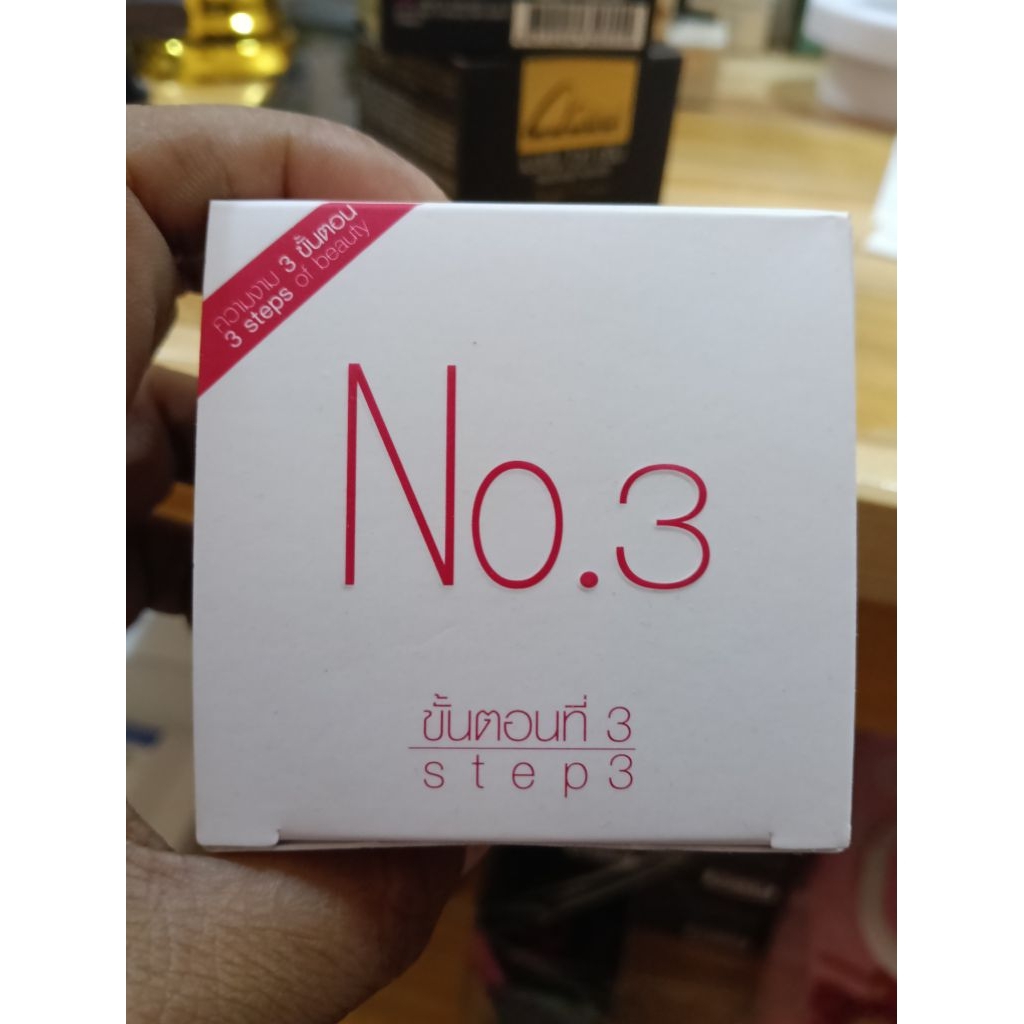 ความงาม 3 ขั้นตอน
3 steps of beauty
No.3
ขั้นตอนที่ 3
step3